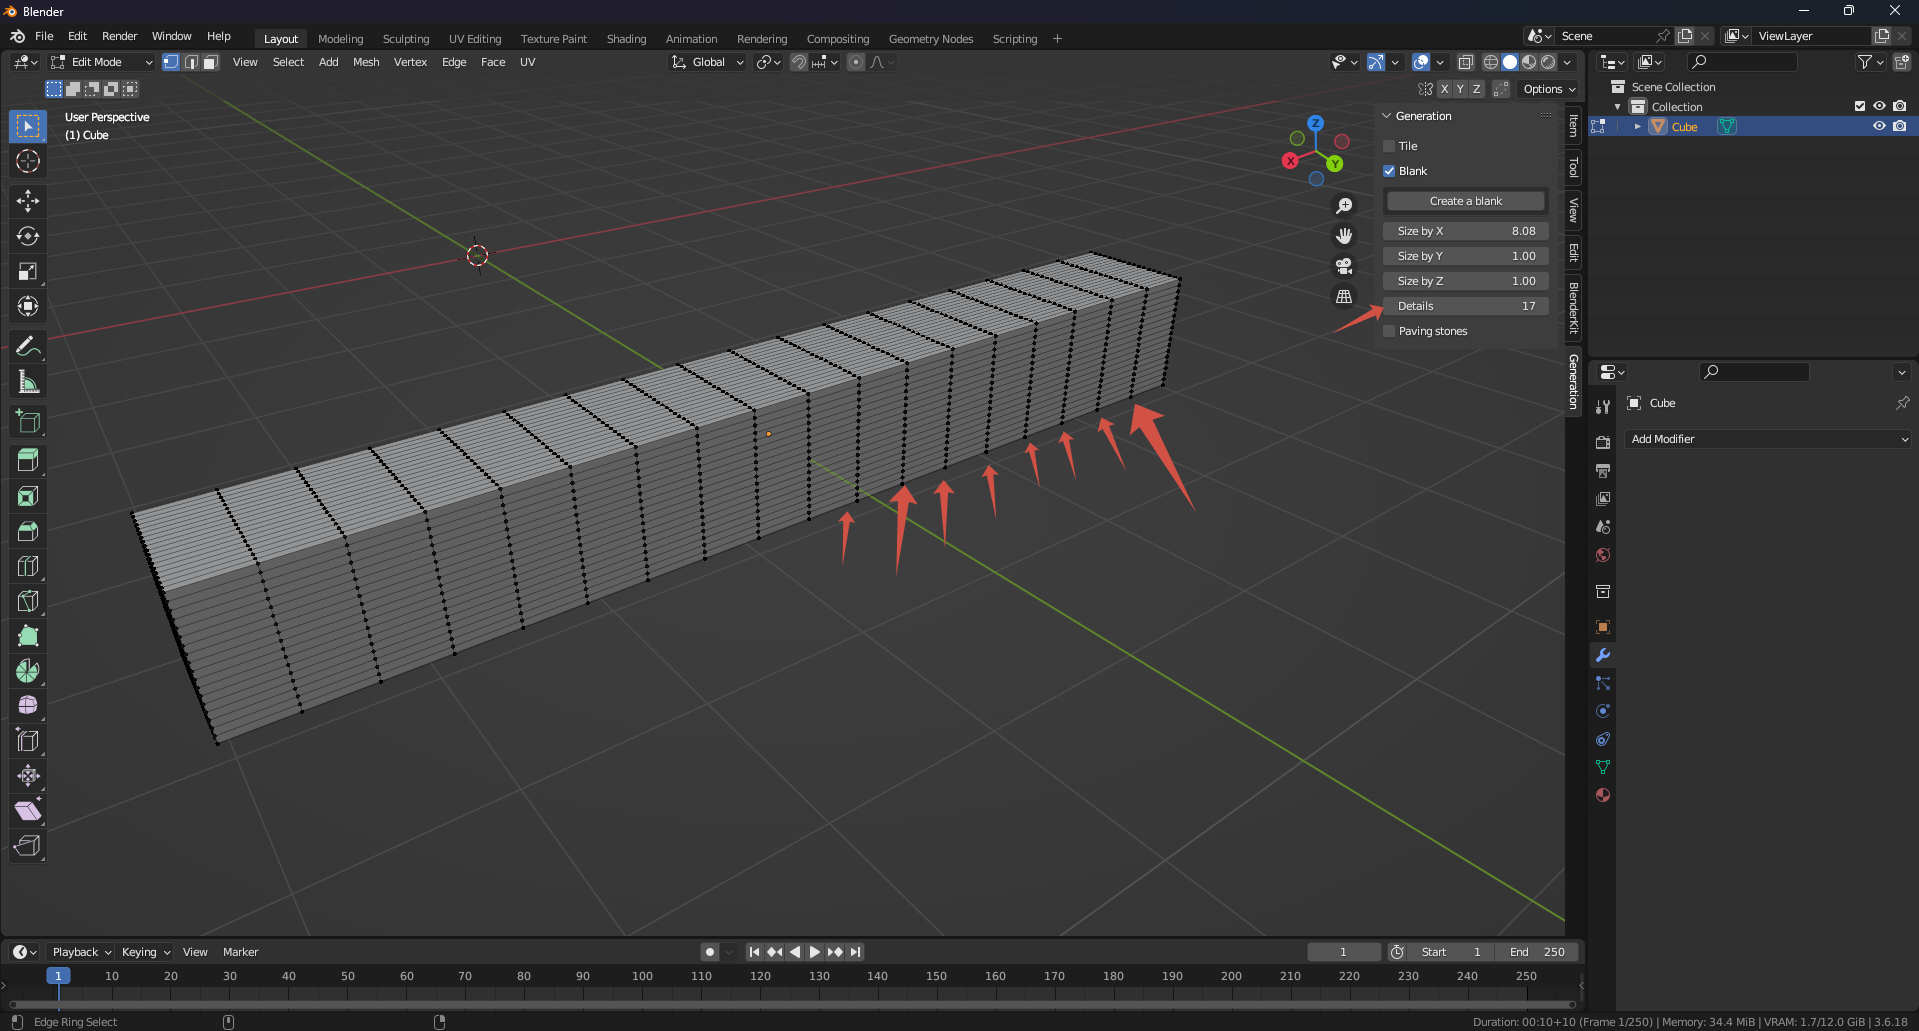 Blender
File Edit Render Window Help Layout Modeling Sculpting UV Editing Texture Paint Shading Animation Rendering Compositing Geometry Nodes Scripting + Scene ViewLayer
Edit Mode View Select Add Mesh Vertex Edge Face UV Global
X Y Z Options
User Perspective
(1) Cube
Z
X
Y
Generation
Tile
Blank
Create a blank
Size by X 8.08
Size by Y 1.00
Size by Z 1.00
Details 17
Paving stones
Item
Tool
View
Edit
BlenderKit
Generation
Scene Collection
Collection
Cube
Cube
Add Modifier
Playback Keying View Marker 1 Start 1 End 250
1 10 20 30 40 50 60 70 80 90 100 110 120 130 140 150 160 170 180 190 200 210 220 230 240 250
Edge Ring Select Duration: 00:10+10 (Frame 1/250) | Memory: 34.4 MiB | VRAM: 1.7/12.0 GiB | 3.6.18